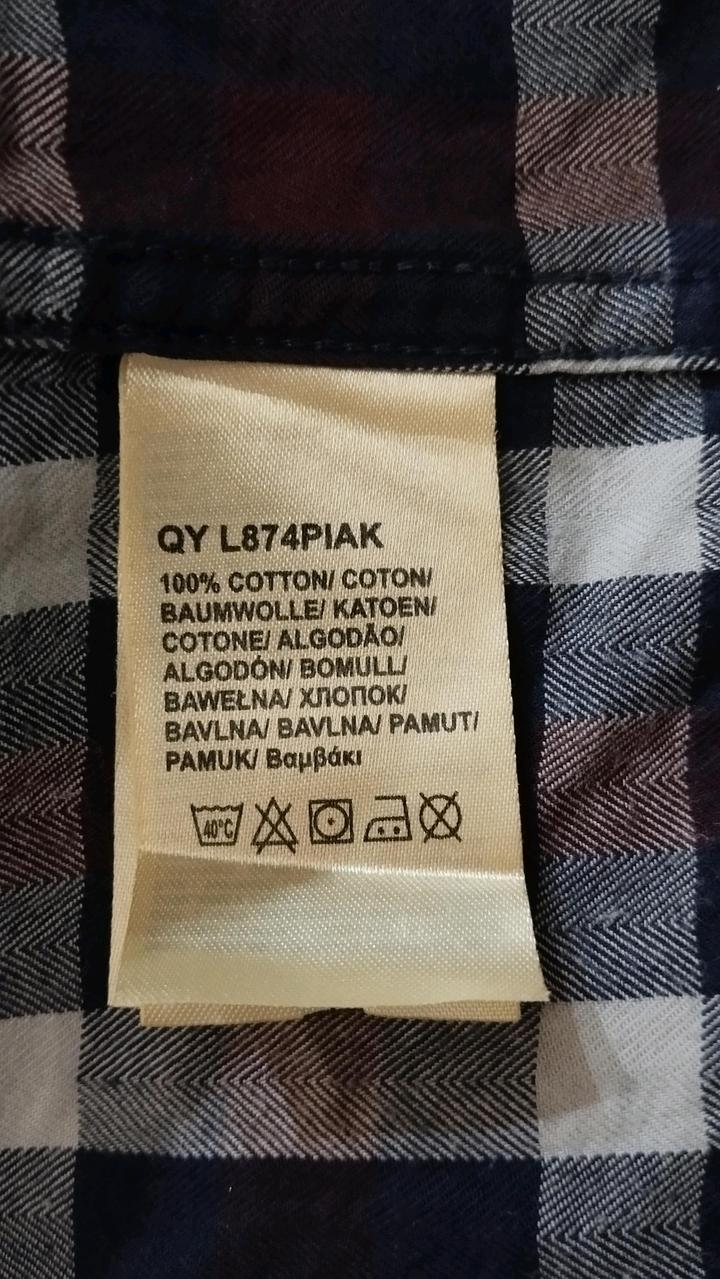 QY L874PIAK
100% COTTON/ COTON/
BAUMWOLLE/ KATOEN/
COTONE/ ALGODÃO/
ALGODÓN/ BOMULL/
BAWEŁNA/ ХЛОПОК/
BAVLNA/ BAVLNA/ PAMUT/
PAMUK/ Βαμβάκι
40°C